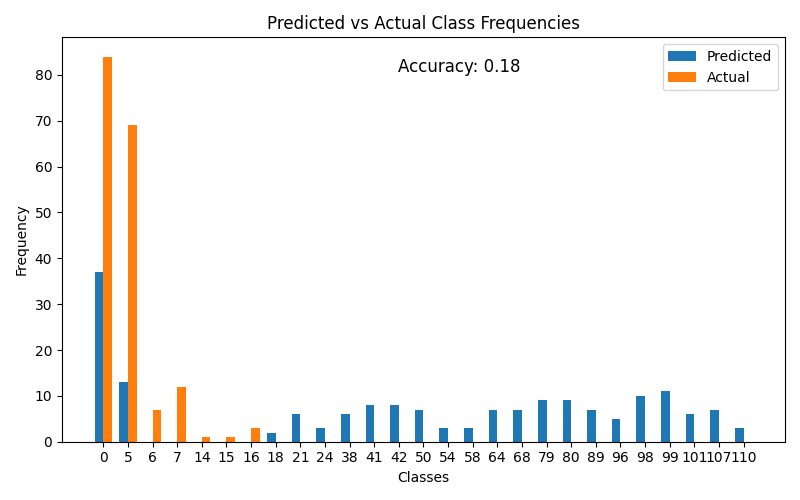 Predicted vs Actual Class Frequencies
Accuracy: 0.18
Predicted
Actual
Frequency
80
70
60
50
40
30
20
10
0
0 5 6 7 14 15 16 18 21 24 38 41 42 50 54 58 64 68 79 80 89 96 98 99 101 107 110
Classes